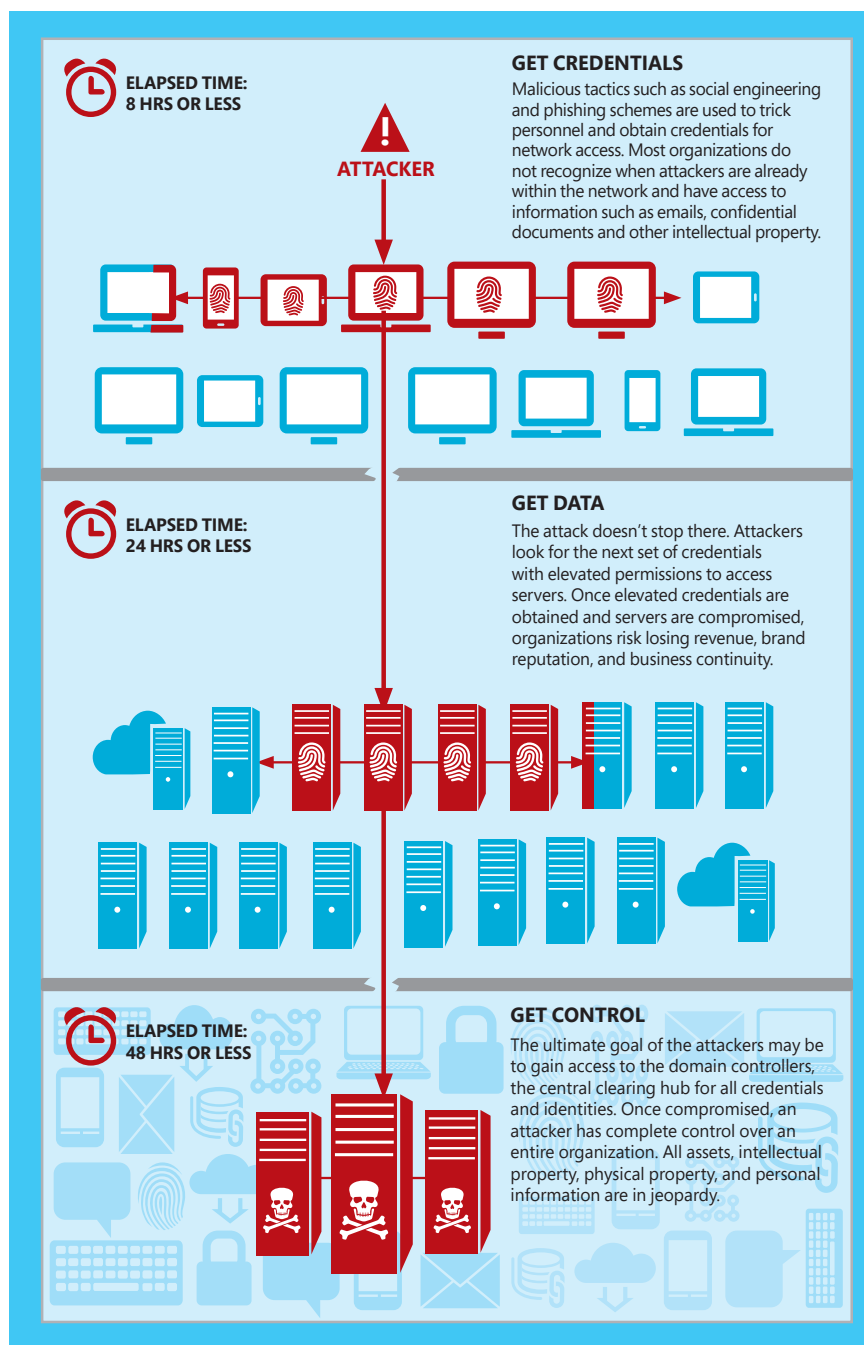 ELAPSED TIME:
8 HRS OR LESS
ATTACKER
GET CREDENTIALS
Malicious tactics such as social engineering
and phishing schemes are used to trick
personnel and obtain credentials for
network access. Most organizations do
not recognize when attackers are already
within the network and have access to
information such as emails, confidential
documents and other intellectual property.
ELAPSED TIME:
24 HRS OR LESS
GET DATA
The attack doesn’t stop there. Attackers
look for the next set of credentials
with elevated permissions to access
servers. Once elevated credentials are
obtained and servers are compromised,
organizations risk losing revenue, brand
reputation, and business continuity.
ELAPSED TIME:
48 HRS OR LESS
GET CONTROL
The ultimate goal of the attackers may be
to gain access to the domain controllers,
the central clearing hub for all credentials
and identities. Once compromised, an
attacker has complete control over an
entire organization. All assets, intellectual
property, physical property, and personal
information are in jeopardy.